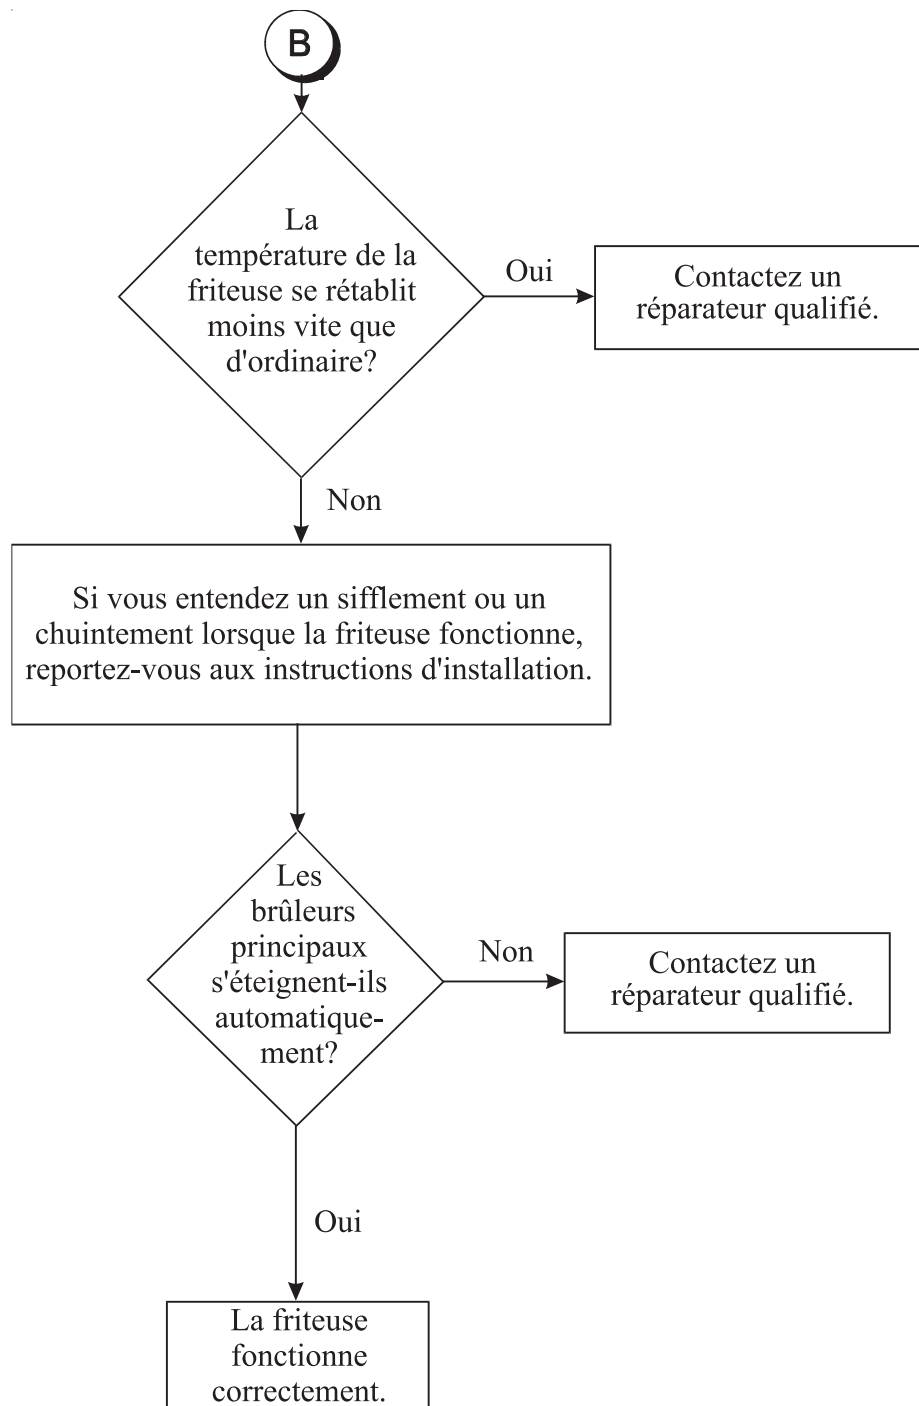 B
La
température de la
friteuse se rétablit
moins vite que
d'ordinaire?
Oui
Contactez un
réparateur qualifié.
Non
Si vous entendez un sifflement ou un
chuintement lorsque la friteuse fonctionne,
reportez-vous aux instructions d'installation.
Les
brûleurs
principaux
s'éteignent-ils
automatique-
ment?
Non
Contactez un
réparateur qualifié.
Oui
La friteuse
fonctionne
correctement.